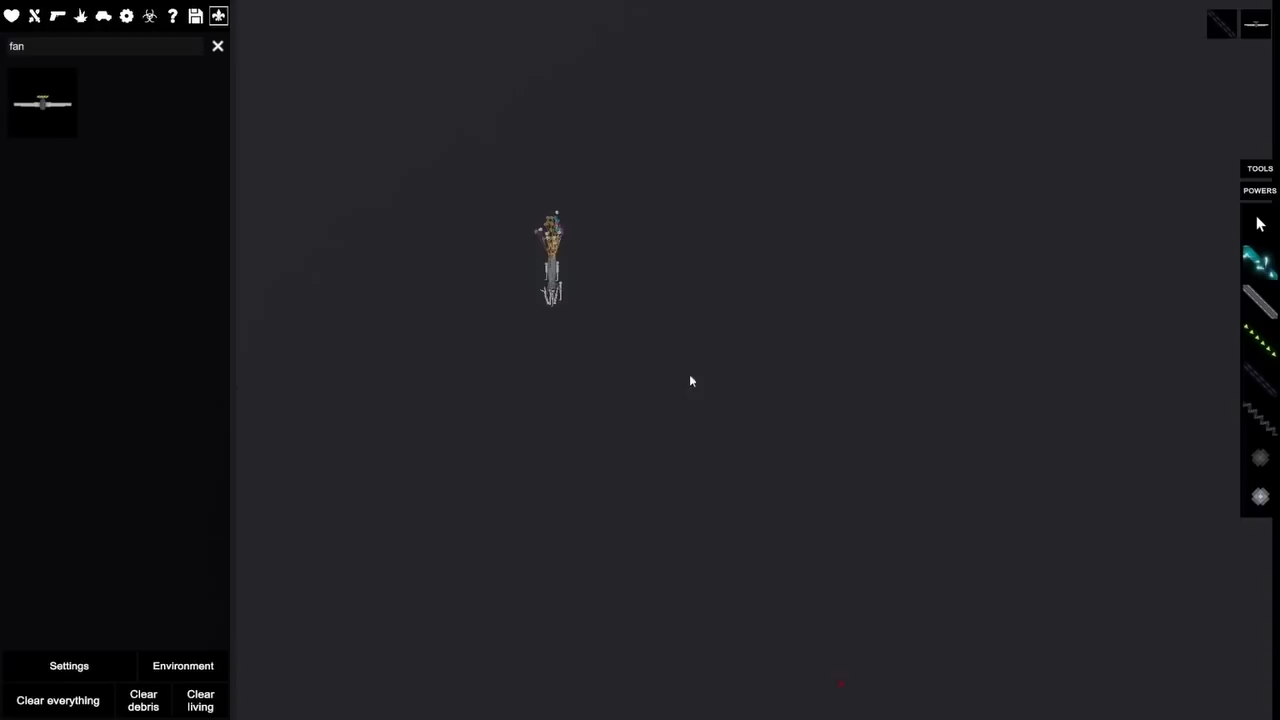 fan
TOOLS
POWERS
Settings
Environment
Clear everything
Clear
debris
Clear
living